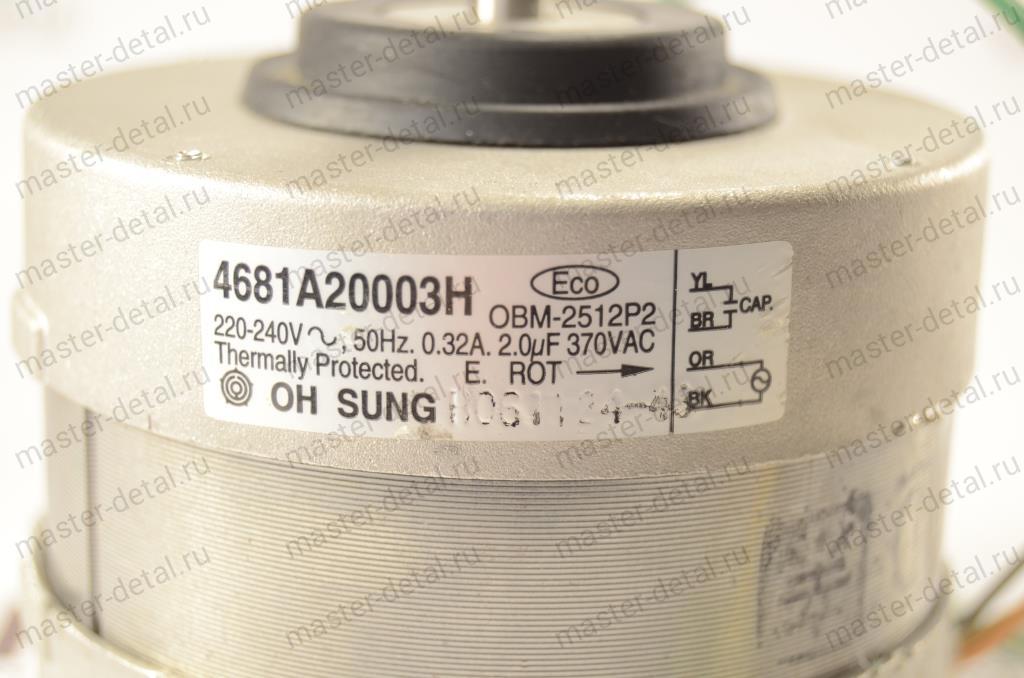 4681A20003H
Eco
OBM-2512P2
220-240V ~, 50Hz. 0.32A. 2.0µF 370VAC
Thermally Protected. E. ROT
OH SUNG
YL
CAP.
BR
OR
BK
master-detal.ru